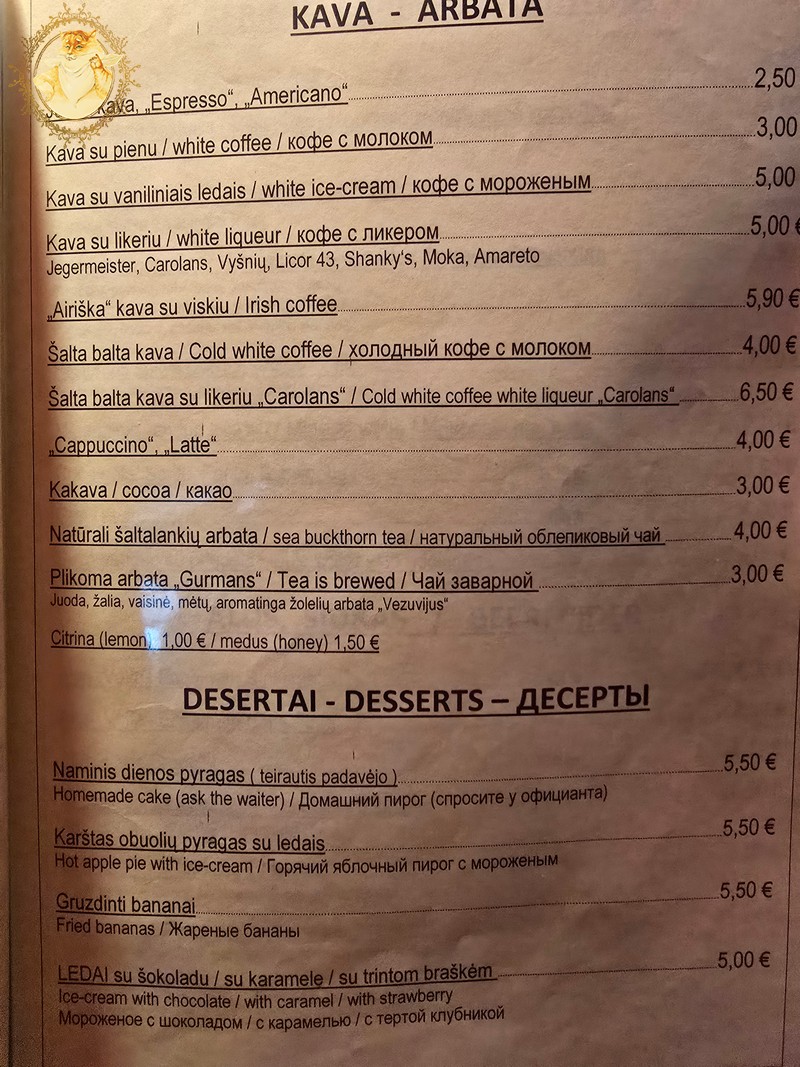 KAVA - ARBATA
kava, „Espresso“, „Americano“ 2,50
Kava su pienu / white coffee / кофе с молоком 3,00
Kava su vaniliniais ledais / white ice-cream / кофе с мороженым 5,00
Kava su likeriu / white liqueur / кофе с ликером 5,00 €
Jegermeister, Carolans, Vyšnių, Licor 43, Shanky‘s, Moka, Amareto
„Airiška“ kava su viskiu / Irish coffee 5,90 €
Šalta balta kava / Cold white coffee / холодный кофе с молоком 4,00 €
Šalta balta kava su likeriu „Carolans“ / Cold white coffee white liqueur „Carolans“ 6,50 €
„Cappuccino“, „Latte“ 4,00 €
Kakava / cocoa / какао 3,00 €
Natūrali šaltalankių arbata / sea buckthorn tea / натуральный облепиковый чай 4,00 €
Plikoma arbata „Gurmans“ / Tea is brewed / Чай заварной 3,00 €
Juoda, žalia, vaisinė, mėtų, aromatinga žolelių arbata „Vezuvijus“
Citrina (lemon) 1,00 € / medus (honey) 1,50 €
DESERTAI - DESSERTS – ДЕСЕРТЫ
Naminis dienos pyragas ( teirautis padavėjo ) 5,50 €
Homemade cake (ask the waiter) / Домашний пирог (спросите у официанта)
Karštas obuolių pyragas su ledais 5,50 €
Hot apple pie with ice-cream / Горячий яблочный пирог с мороженым
Gruzdinti bananai 5,50 €
Fried bananas / Жареные бананы
LEDAI su šokoladu / su karamele / su trintom braškėm 5,00 €
Ice-cream with chocolate / with caramel / with strawberry
Мороженое с шоколадом / с карамелью / с тертой клубникой